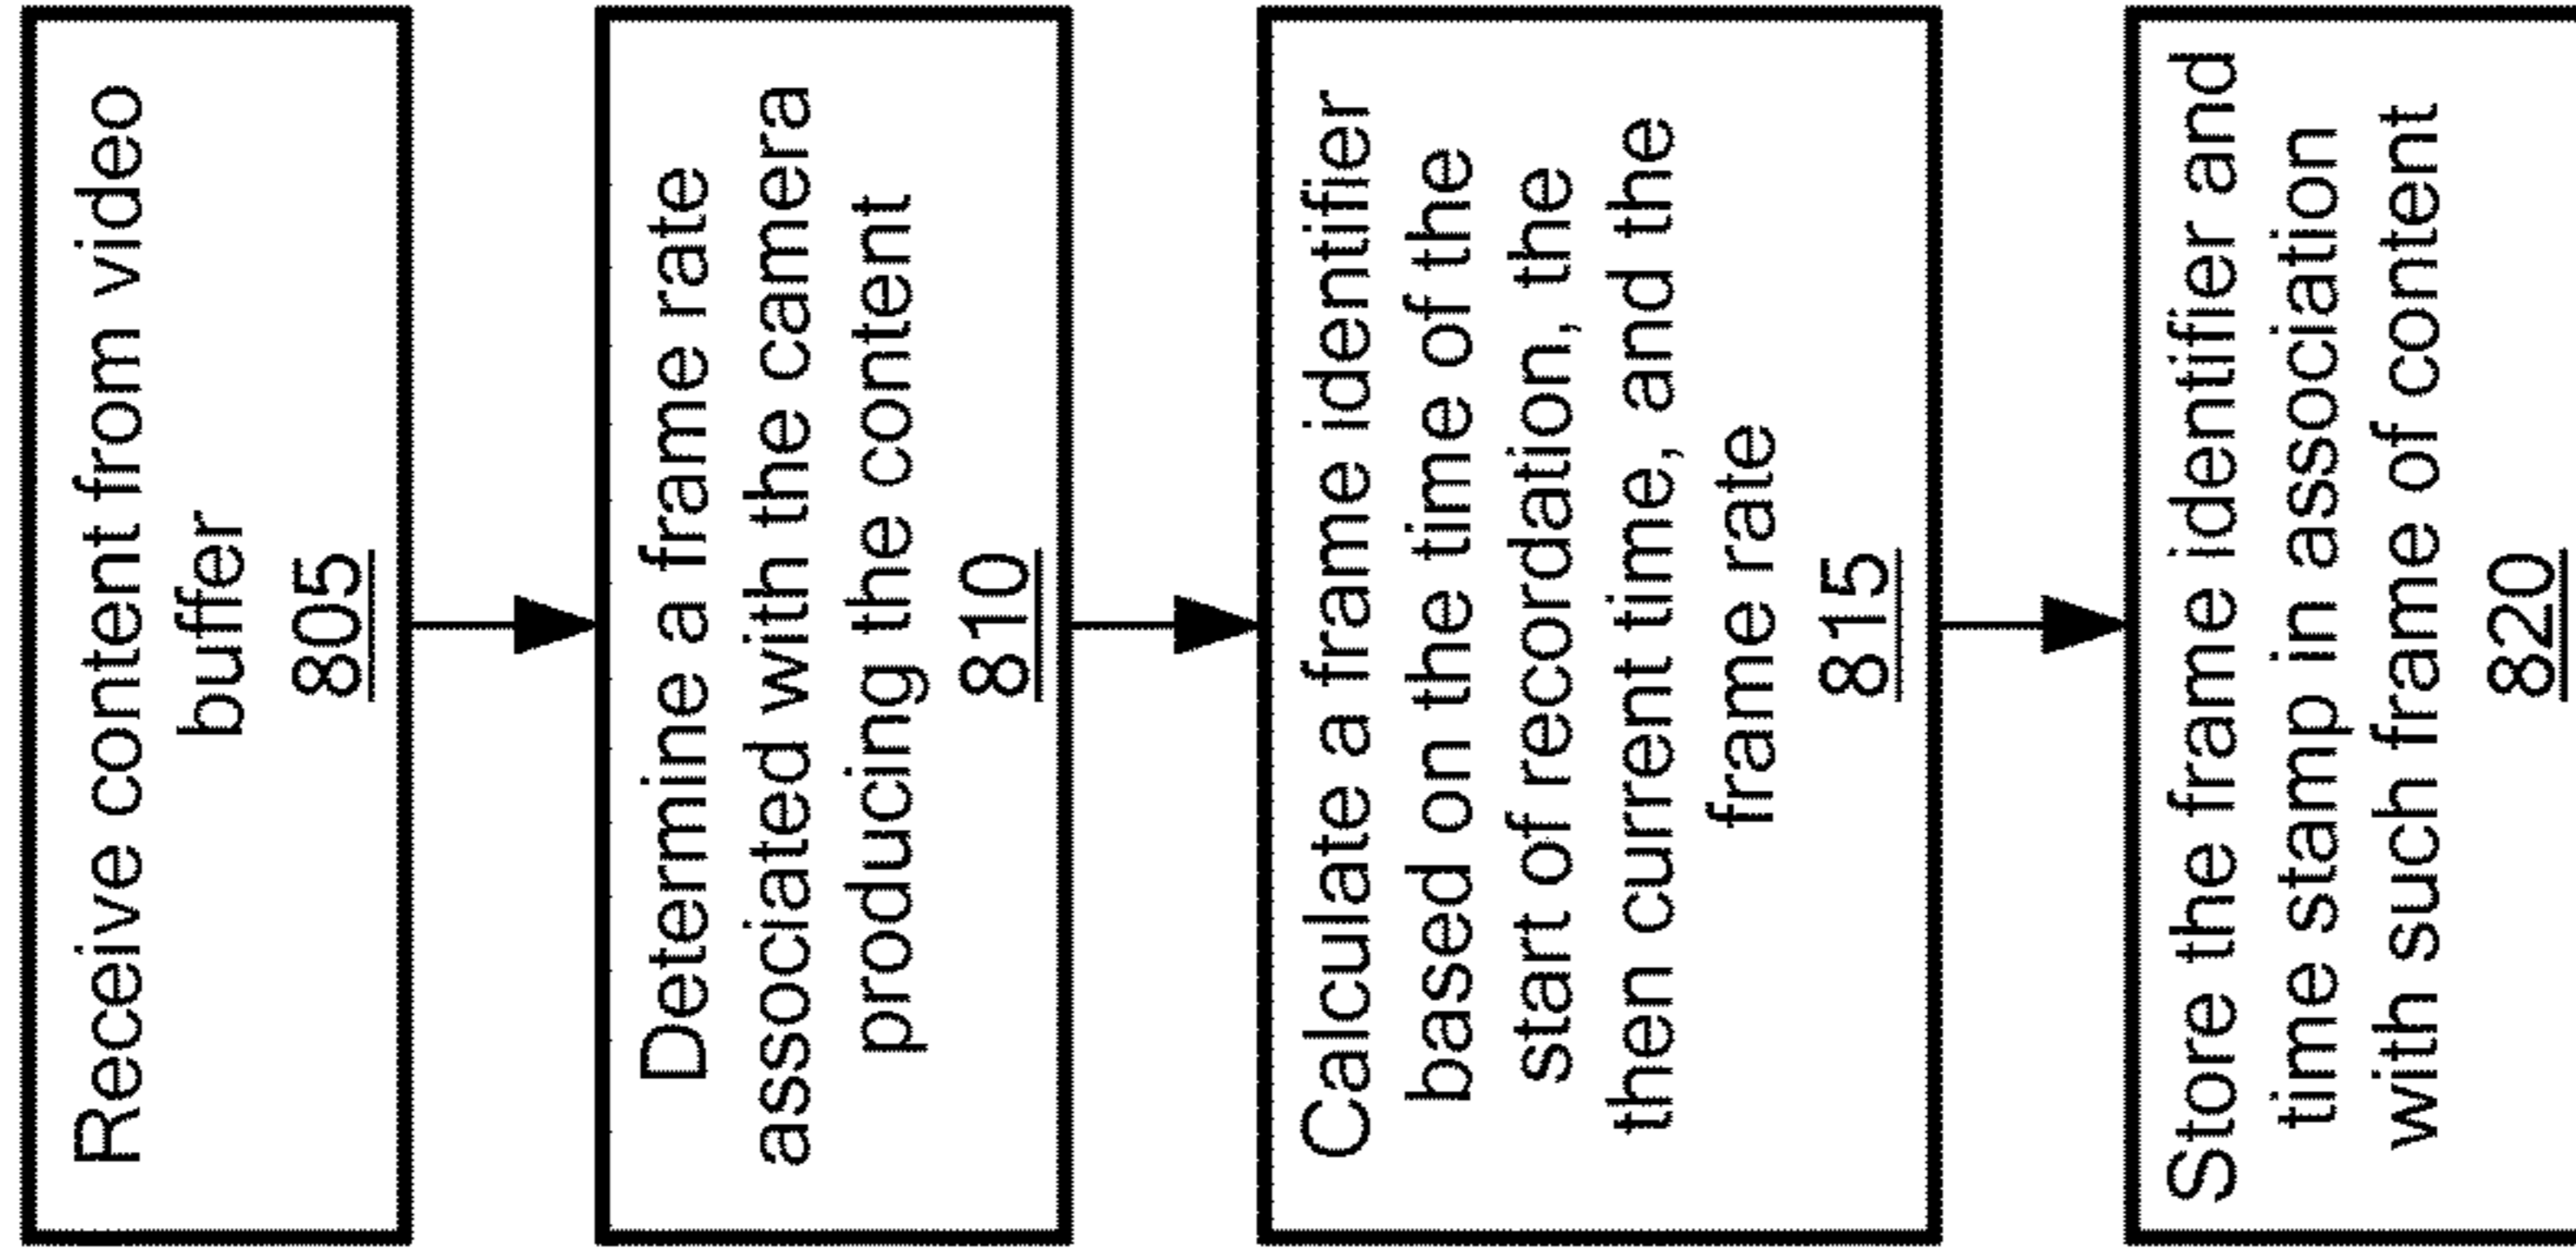 Receive content from video
buffer
805
Determine a frame rate
associated with the camera
producing the content
810
Calculate a frame identifier
based on the time of the
start of recordation, the
then current time, and the
frame rate
815
Store the frame identifier and
time stamp in association
with such frame of content
820